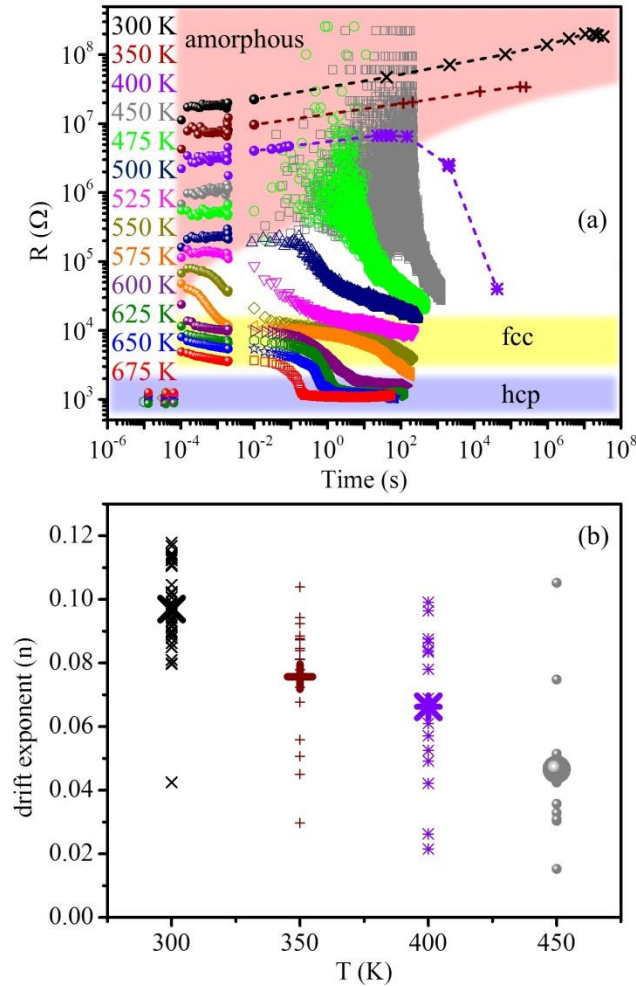 10⁸
10⁷
10⁶
10⁵
10⁴
10³
R (Ω)
300 K
350 K
400 K
450 K
475 K
500 K
525 K
550 K
575 K
600 K
625 K
650 K
675 K
amorphous
(a)
fcc
hcp
10⁻⁶ 10⁻⁴ 10⁻² 10⁰ 10² 10⁴ 10⁶ 10⁸
Time (s)
(b)
0.12
0.10
0.08
0.06
0.04
0.02
0.00
drift exponent (n)
300 350 400 450
T (K)